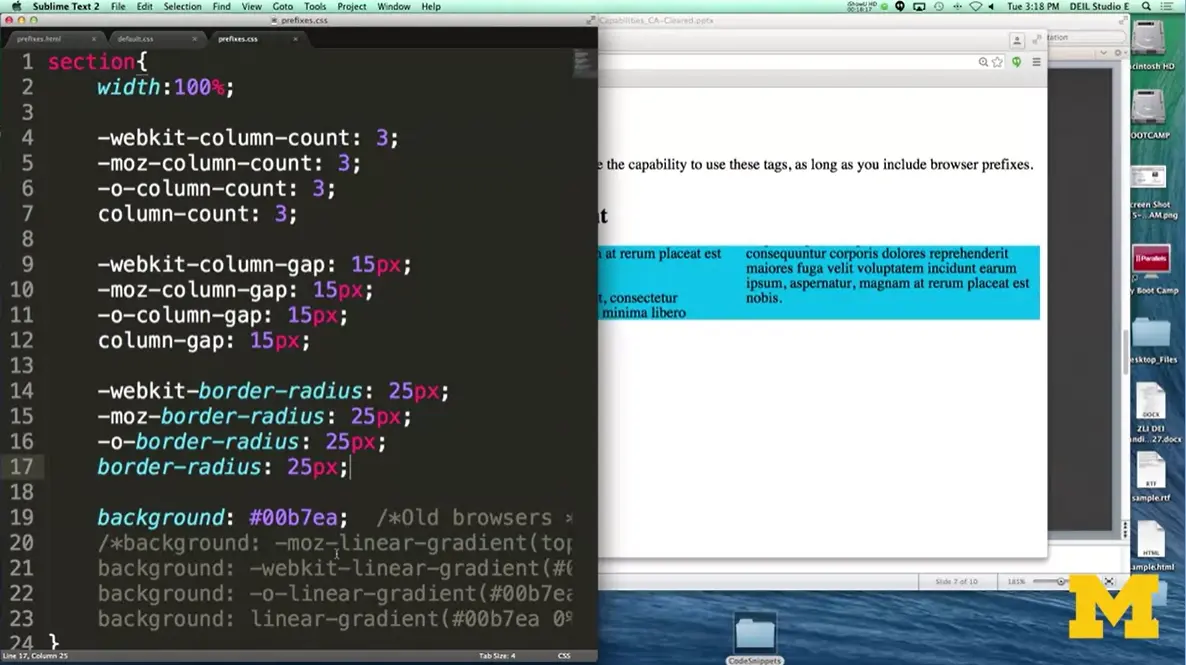 Sublime Text 2 File Edit Selection Find View Goto Tools Project Window Help
Tue 3:18 PM DEIL Studio E
prefixes.css
Capabilities_CA-Cleared.pptx
prefixes.html × default.css × prefixes.css ×
1 section{
2 width:100%;
3
4 -webkit-column-count: 3;
5 -moz-column-count: 3;
6 -o-column-count: 3;
7 column-count: 3;
8
9 -webkit-column-gap: 15px;
10 -moz-column-gap: 15px;
11 -o-column-gap: 15px;
12 column-gap: 15px;
13
14 -webkit-border-radius: 25px;
15 -moz-border-radius: 25px;
16 -o-border-radius: 25px;
17 border-radius: 25px;
18
19 background: #00b7ea; /*Old browsers
20 /*background: -moz-linear-gradient(top
21 background: -webkit-linear-gradient(#0
22 background: -o-linear-gradient(#00b7ea
23 background: linear-gradient(#00b7ea 0%
24 }
Line 17, Column 25 Tab Size: 4 CSS
e the capability to use these tags, as long as you include browser prefixes.
nt
at rerum placeat est
t, consectetur
minima libero
consequuntur corporis dolores reprehenderit
maiores fuga velit voluptatem incidunt earum
ipsum, aspernatur, magnam at rerum placeat est
nobis.
Slide 7 of 10 185%
cintosh HD
OOTCAMP
creen Shot
5-...AM.png
|| Parallels
y Boot Camp
esktop_Files
DOCX
ZLI DEI
andi...27.docx
RTF
sample.rtf
HTML
ample.html
CodeSnippets
M